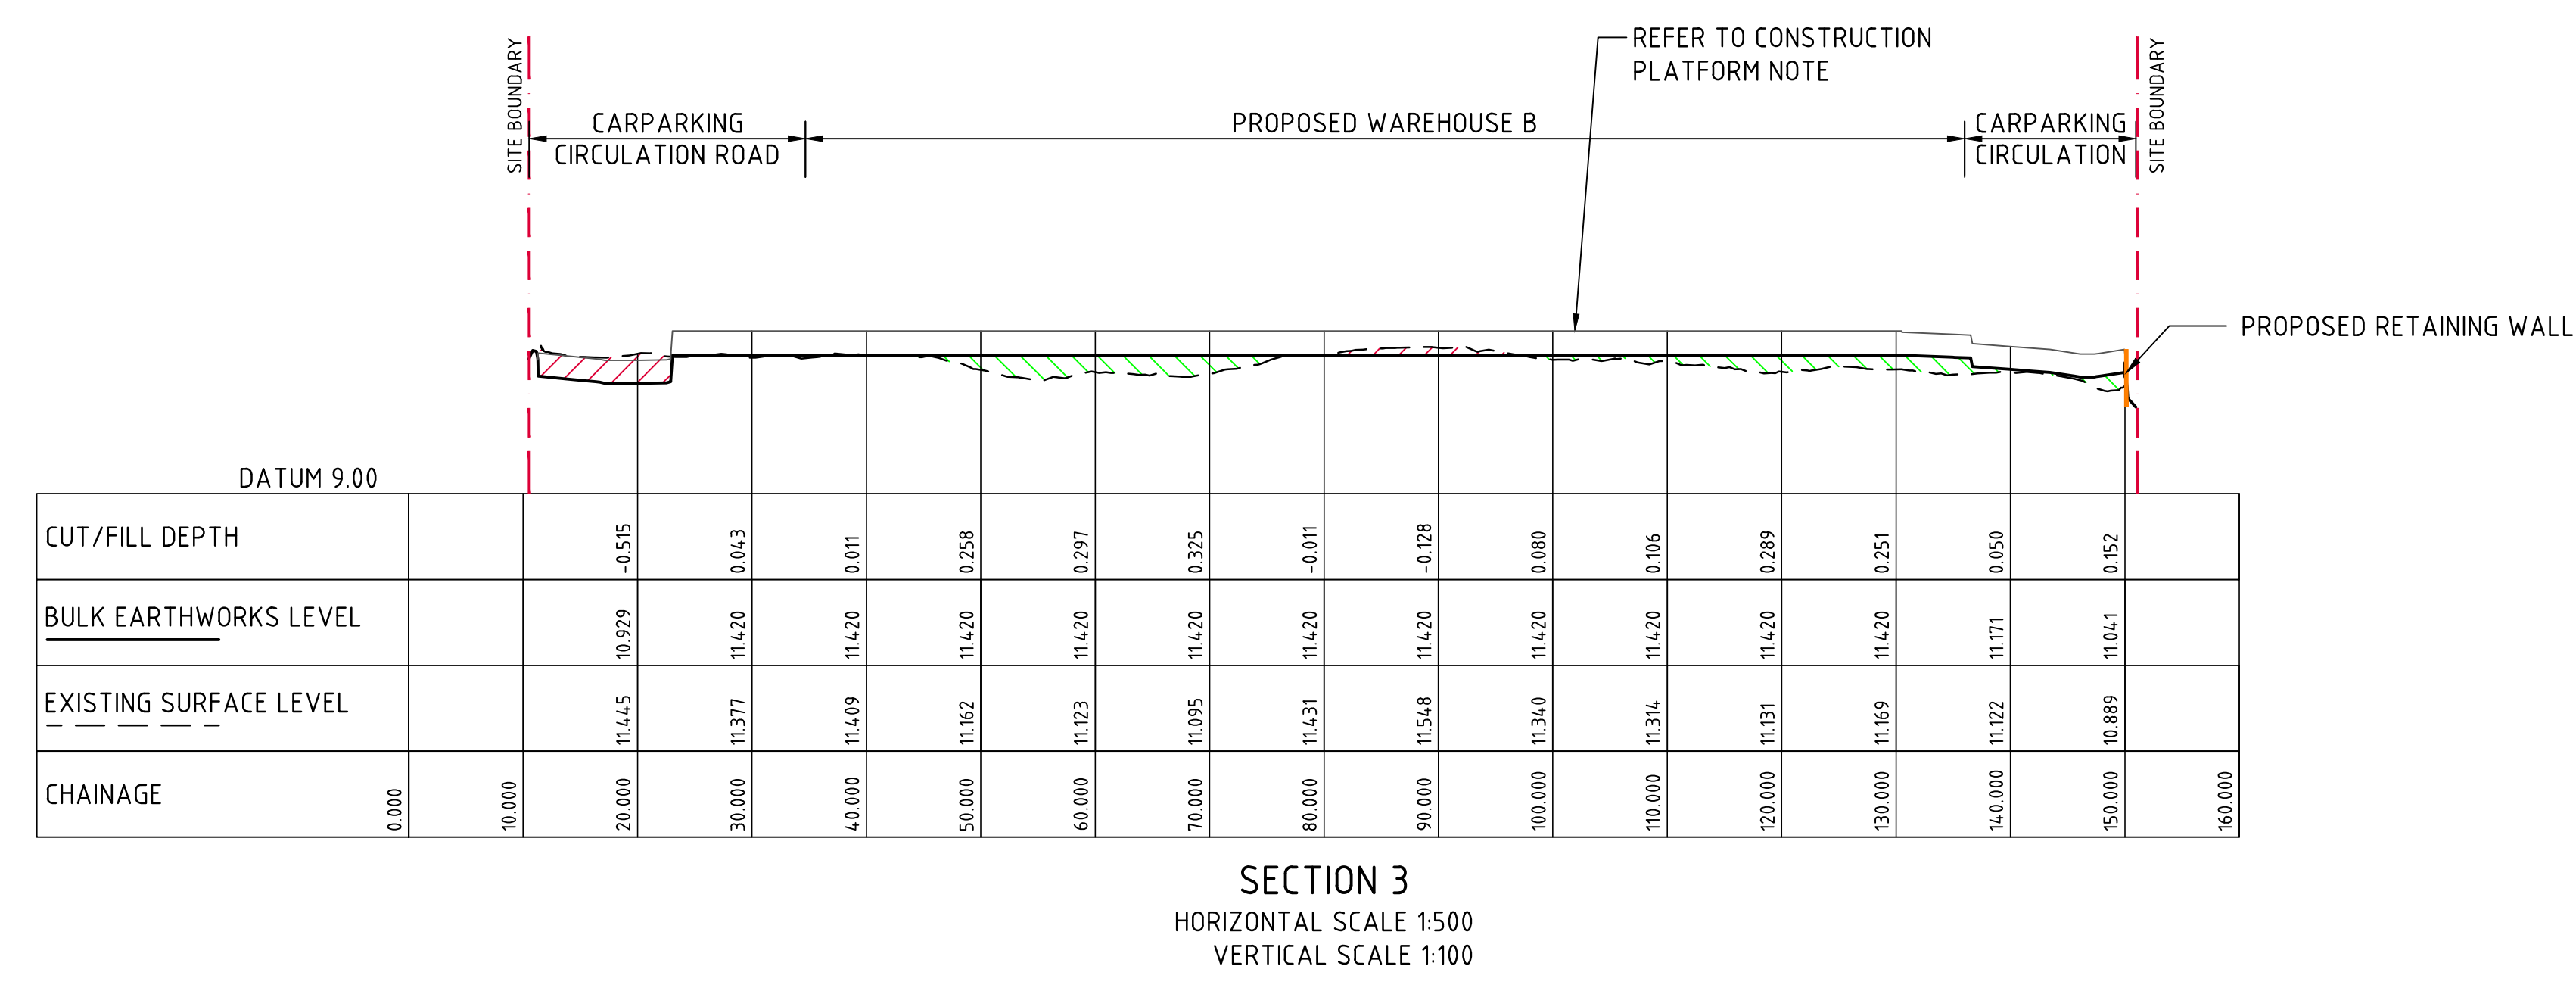 REFER TO CONSTRUCTION
PLATFORM NOTE
SITE BOUNDARY
CARPARKING
CIRCULATION ROAD
PROPOSED WAREHOUSE B
CARPARKING
CIRCULATION
SITE BOUNDARY
PROPOSED RETAINING WALL
DATUM 9.00
CUT/FILL DEPTH -0.515 0.043 0.011 0.258 0.297 0.325 -0.011 -0.128 0.080 0.106 0.289 0.251 0.050 0.152
BULK EARTHWORKS LEVEL 10.929 11.420 11.420 11.420 11.420 11.420 11.420 11.420 11.420 11.420 11.420 11.420 11.171 11.041
EXISTING SURFACE LEVEL 11.445 11.377 11.409 11.162 11.123 11.095 11.431 11.548 11.340 11.314 11.131 11.169 11.122 10.889
CHAINAGE 0.000 10.000 20.000 30.000 40.000 50.000 60.000 70.000 80.000 90.000 100.000 110.000 120.000 130.000 140.000 150.000 160.000
SECTION 3
HORIZONTAL SCALE 1:500
VERTICAL SCALE 1:100